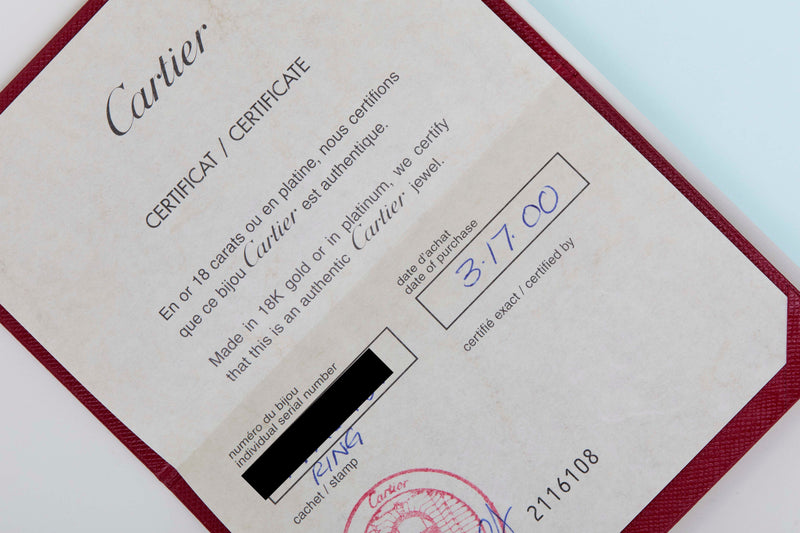 Cartier
CERTIFICAT / CERTIFICATE
En or 18 carats ou en platine, nous certifions
que ce bijou Cartier est authentique.
Made in 18K gold or in platinum, we certify
that this is an authentic Cartier jewel.
date d'achat
date of purchase
3.17.00
certifié exact / certified by
numéro du bijou
individual serial number
RING
cachet / stamp
Cartier
2116108